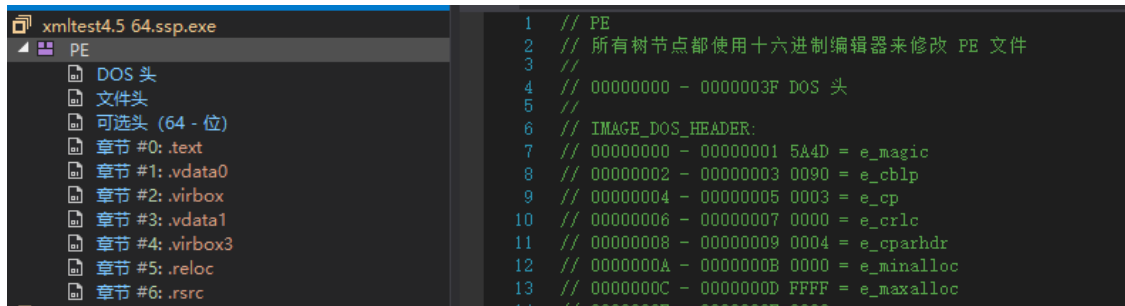 xmltest4.5 64.ssp.exe
PE
DOS 头
文件头
可选头 (64 - 位)
章节 #0: .text
章节 #1: .vdata0
章节 #2: .virbox
章节 #3: .vdata1
章节 #4: .virbox3
章节 #5: .reloc
章节 #6: .rsrc
1 // PE
2 // 所有树节点都使用十六进制编辑器来修改 PE 文件
3 //
4 // 00000000 - 0000003F DOS 头
5 //
6 // IMAGE_DOS_HEADER:
7 // 00000000 - 00000001 5A4D = e_magic
8 // 00000002 - 00000003 0090 = e_cblp
9 // 00000004 - 00000005 0003 = e_cp
10 // 00000006 - 00000007 0000 = e_crlc
11 // 00000008 - 00000009 0004 = e_cparhdr
12 // 0000000A - 0000000B 0000 = e_minalloc
13 // 0000000C - 0000000D FFFF = e_maxalloc